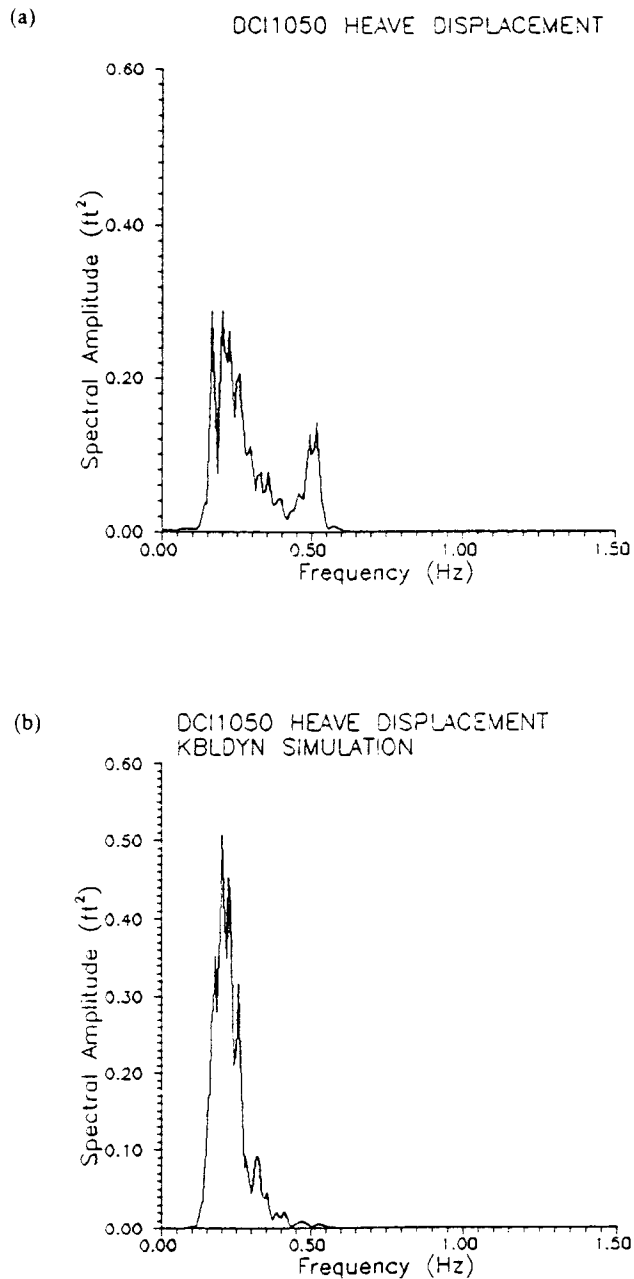 (a)
DCI1050 HEAVE DISPLACEMENT
0.60
0.40
0.20
0.00
Spectral Amplitude (ft²)
0.00 0.50 1.00 1.50
Frequency (Hz)
(b)
DCI1050 HEAVE DISPLACEMENT
KBLDYN SIMULATION
0.60
0.50
0.40
0.30
0.20
0.10
0.00
Spectral Amplitude (ft²)
0.00 0.50 1.00 1.50
Frequency (Hz)